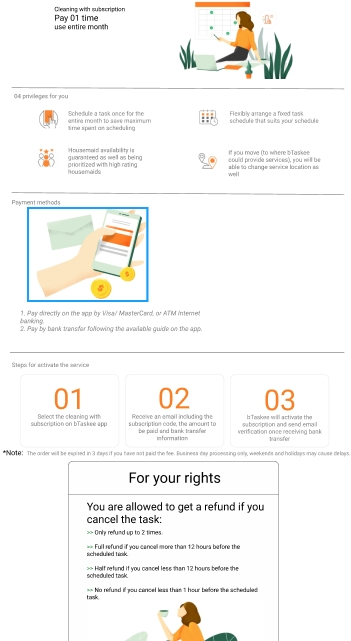 Cleaning with subscription
Pay 01 time
use entire month
04 privileges for you
Schedule a task once for the
entire month to save maximum
time spent on scheduling
Flexibly arrange a fixed task
schedule that suits your schedule
Housemaid availability is
guaranteed as well as being
prioritized with high rating
housemaids
If you move (to where bTaskee
could provide services), you will be
able to change service location as
well
Payment methods
1. Pay directly on the app by Visa/ MasterCard, or ATM Internet
banking.
2. Pay by bank transfer following the available guide on the app.
Steps for activate the service
01
Select the cleaning with
subscription on bTaskee app
02
Receive an email including the
subscription code, the amount to
be paid and bank transfer
information
03
bTaskee will activate the
subscription and send email
verification once receiving bank
transfer
*Note: The order will be expired in 3 days if you have not paid the fee. Business day processing only, weekends and holidays may cause delays.
For your rights
You are allowed to get a refund if you
cancel the task:
>> Only refund up to 2 times.
>> Full refund if you cancel more than 12 hours before the
scheduled task.
>> Half refund if you cancel less than 12 hours before the
scheduled task.
>> No refund if you cancel less than 1 hour before the scheduled
task.